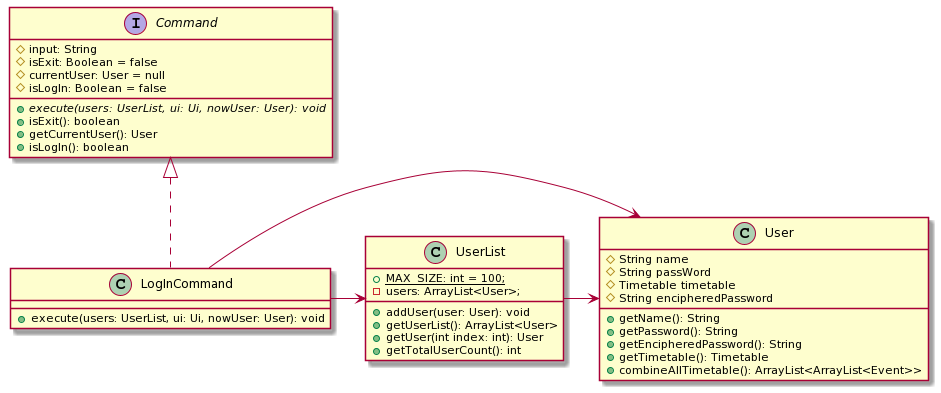 I Command
input: String
isExit: Boolean = false
currentUser: User = null
isLogIn: Boolean = false
execute(users: UserList, ui: Ui, nowUser: User): void
isExit(): boolean
getCurrentUser(): User
isLogIn(): boolean
C LogInCommand
execute(users: UserList, ui: Ui, nowUser: User): void
C UserList
MAX_SIZE: int = 100;
users: ArrayList<User>;
addUser(user: User): void
getUserList(): ArrayList<User>
getUser(int index: int): User
getTotalUserCount(): int
C User
String name
String passWord
Timetable timetable
String encipheredPassword
getName(): String
getPassword(): String
getEncipheredPassword(): String
getTimetable(): Timetable
combineAllTimetable(): ArrayList<ArrayList<Event>>